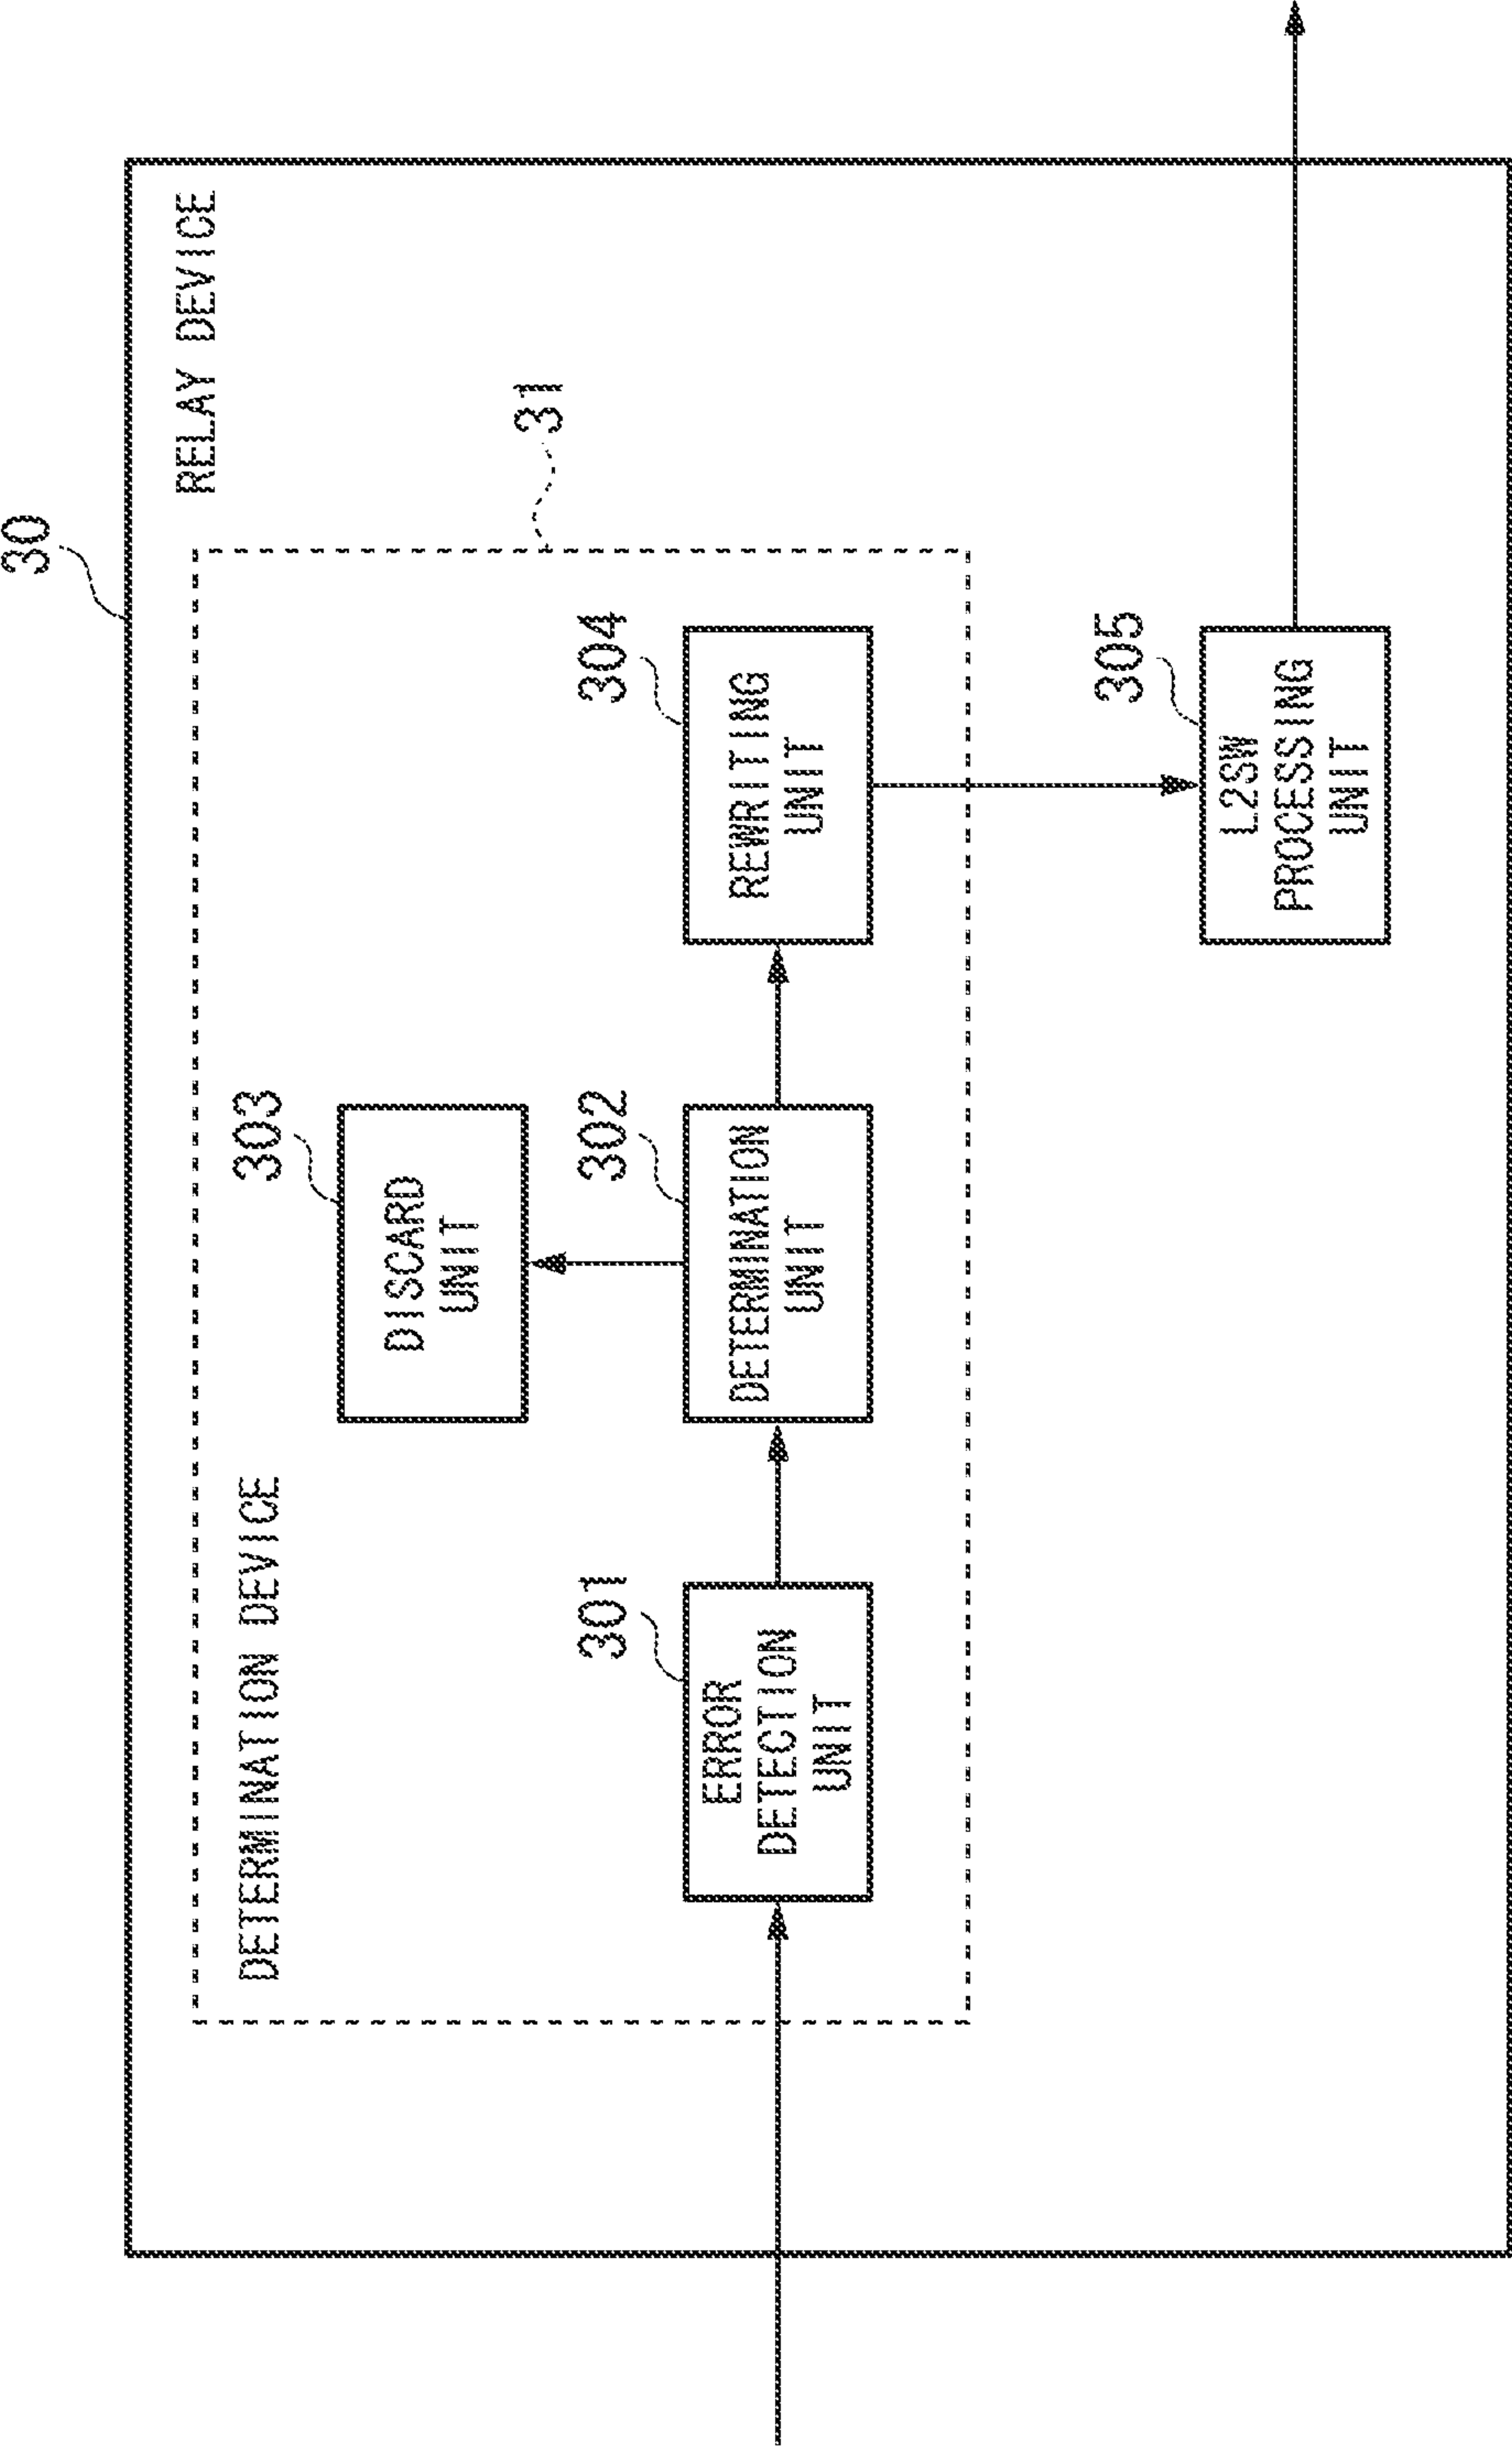 30
RELAY DEVICE
31
DETERMINATION DEVICE
303
DISCARD
UNIT
301
ERROR
DETECTION
UNIT
302
DETERMINATION
UNIT
304
REWRITING
UNIT
305
L2SW
PROCESSING
UNIT